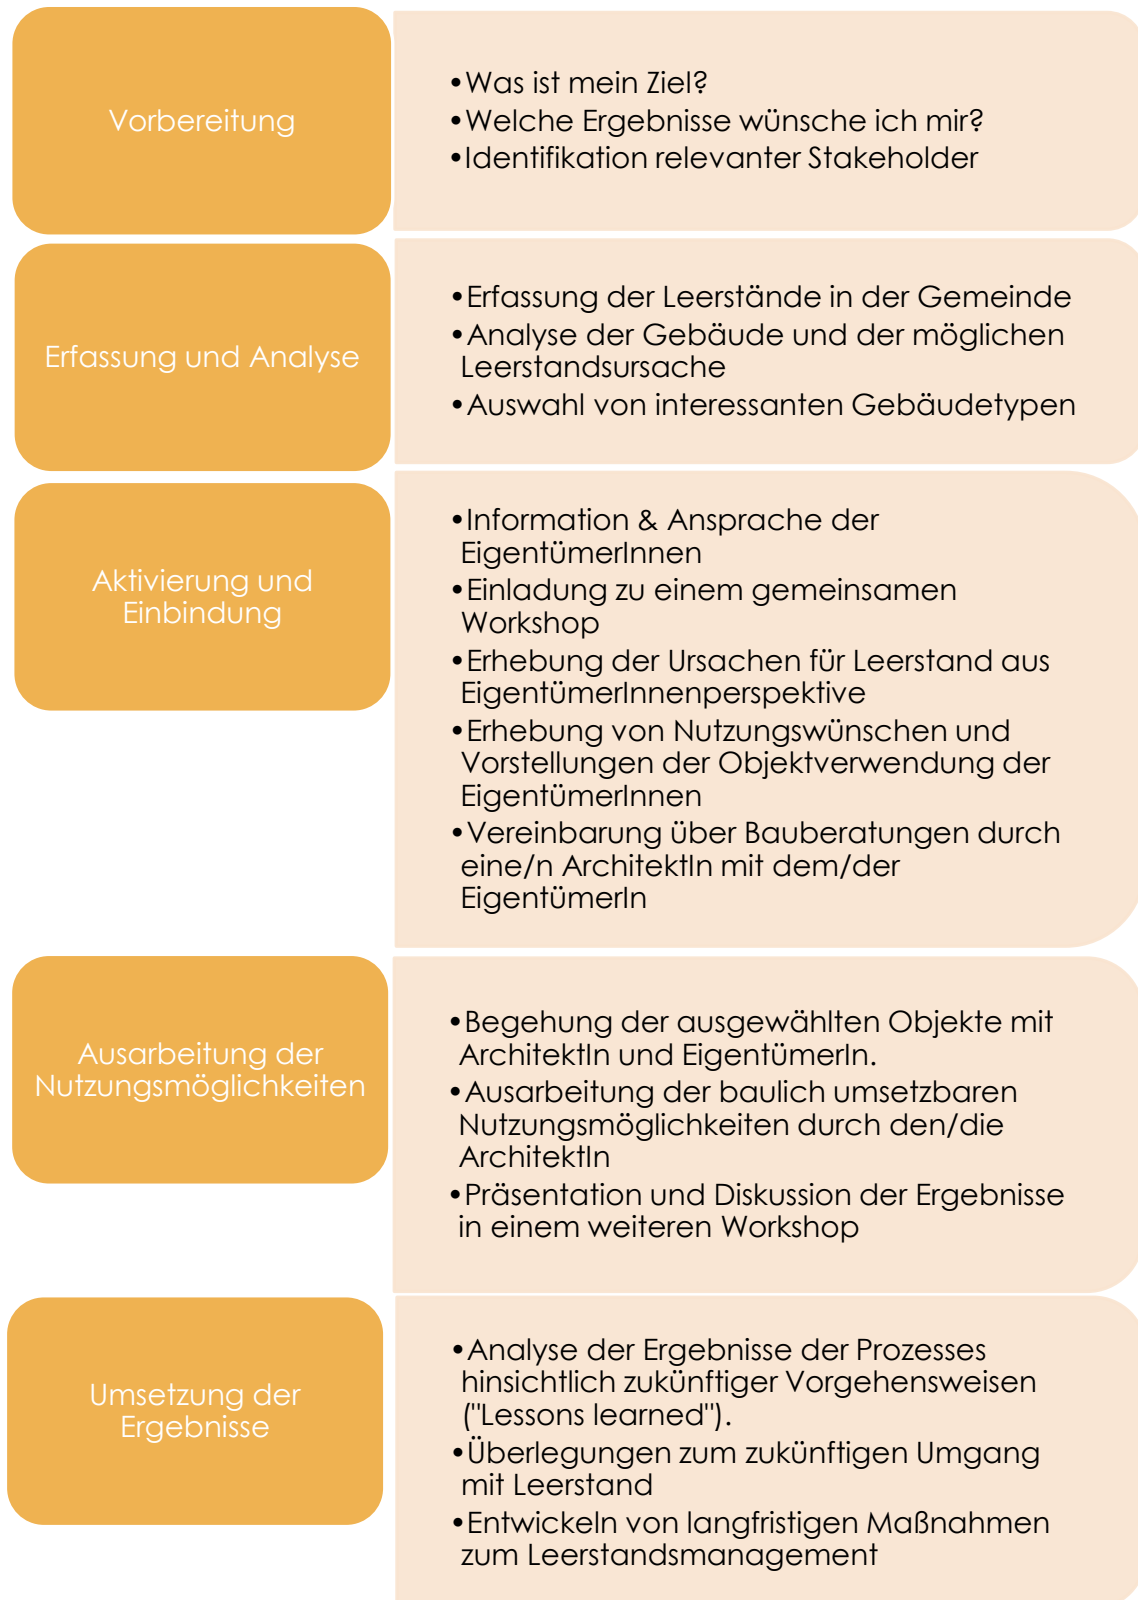 Vorbereitung
•Was ist mein Ziel?
•Welche Ergebnisse wünsche ich mir?
•Identifikation relevanter Stakeholder
Erfassung und Analyse
•Erfassung der Leerstände in der Gemeinde
•Analyse der Gebäude und der möglichen
Leerstandsursache
•Auswahl von interessanten Gebäudetypen
Aktivierung und
Einbindung
•Information & Ansprache der
EigentümerInnen
•Einladung zu einem gemeinsamen
Workshop
•Erhebung der Ursachen für Leerstand aus
EigentümerInnenperspektive
•Erhebung von Nutzungswünschen und
Vorstellungen der Objektverwendung der
EigentümerInnen
•Vereinbarung über Bauberatungen durch
eine/n ArchitektIn mit dem/der
EigentümerIn
Ausarbeitung der
Nutzungsmöglichkeiten
•Begehung der ausgewählten Objekte mit
ArchitektIn und EigentümerIn.
•Ausarbeitung der baulich umsetzbaren
Nutzungsmöglichkeiten durch den/die
ArchitektIn
•Präsentation und Diskussion der Ergebnisse
in einem weiteren Workshop
Umsetzung der
Ergebnisse
•Analyse der Ergebnisse der Prozesses
hinsichtlich zukünftiger Vorgehensweisen
("Lessons learned").
•Überlegungen zum zukünftigen Umgang
mit Leerstand
•Entwickeln von langfristigen Maßnahmen
zum Leerstandsmanagement